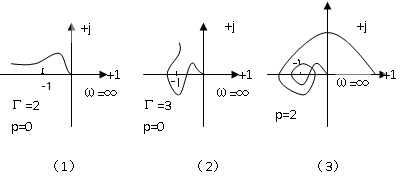 +j
+1
-1
ω=∞
Γ=2
p=0
(1)
+j
+1
-1
ω=∞
Γ=3
p=0
(2)
+j
+1
-1
ω=∞
p=2
(3)